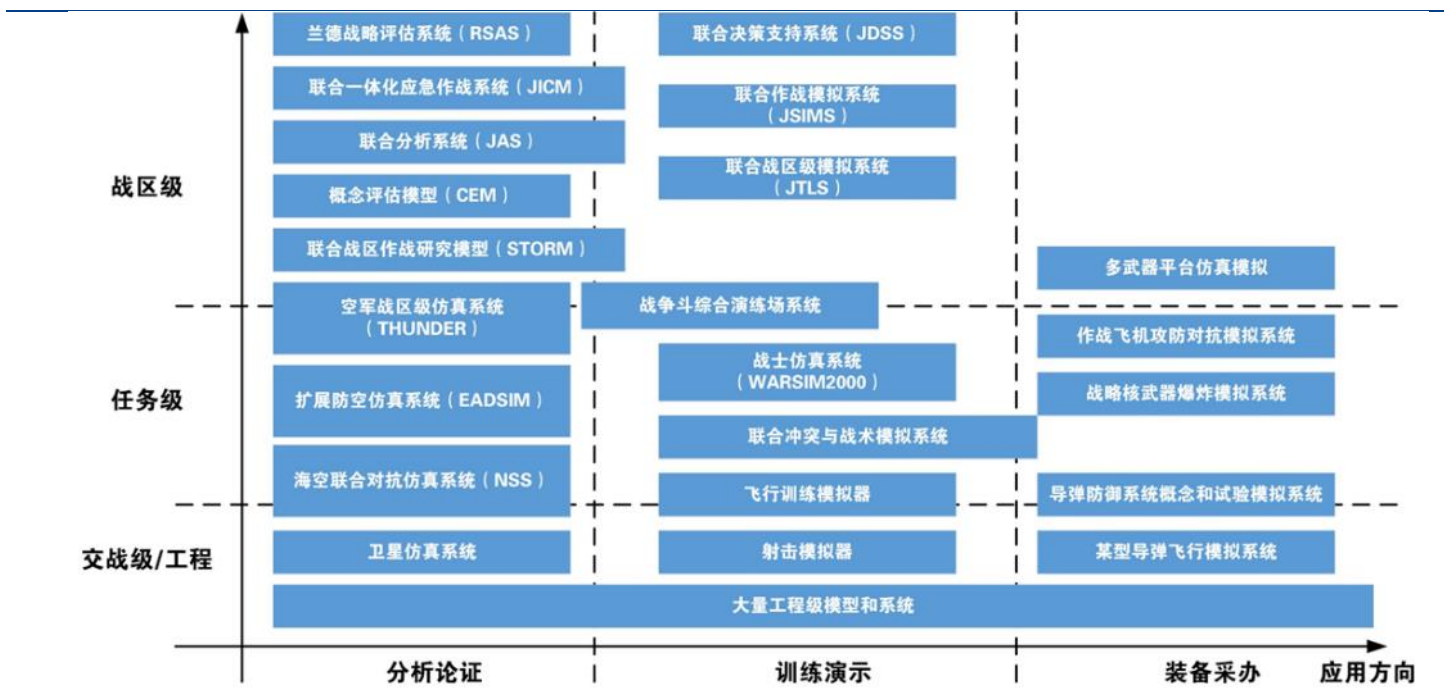 兰德战略评估系统（RSAS）
联合一体化应急作战系统（JICM）
联合分析系统（JAS）
概念评估模型（CEM）
联合战区作战研究模型（STORM）
空军战区级仿真系统
（THUNDER）
扩展防空仿真系统（EADSIM）
海空联合对抗仿真系统（NSS）
卫星仿真系统
联合决策支持系统（JDSS）
联合作战模拟系统
（JSIMS）
联合战区级模拟系统
（JTLS）
战争斗综合演练场系统
战士仿真系统
（WARSIM2000）
联合冲突与战术模拟系统
飞行训练模拟器
射击模拟器
多武器平台仿真模拟
作战飞机攻防对抗模拟系统
战略核武器爆炸模拟系统
导弹防御系统概念和试验模拟系统
某型导弹飞行模拟系统
大量工程级模型和系统
战区级
任务级
交战级/工程
分析论证
训练演示
装备采办
应用方向